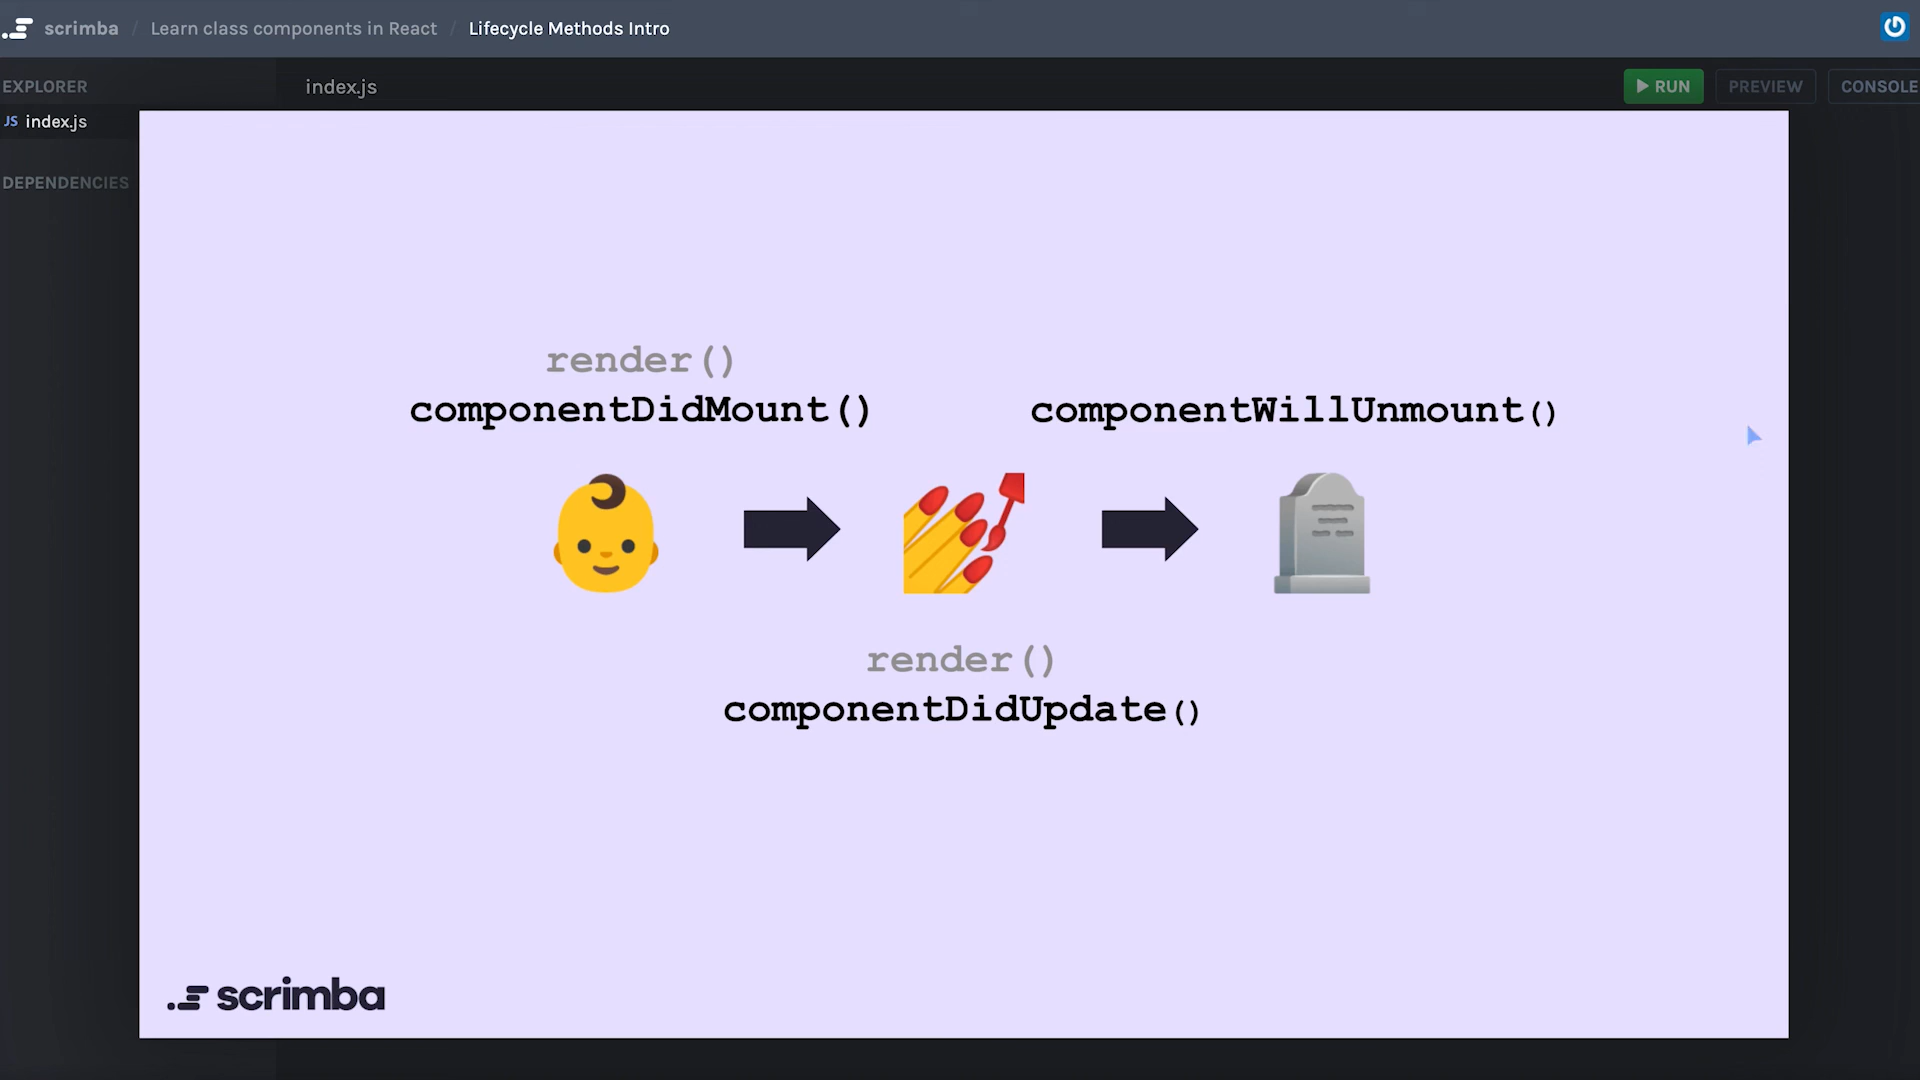 scrimba / Learn class components in React / Lifecycle Methods Intro
EXPLORER
index.js
RUN
PREVIEW
CONSOLE
JS index.js
DEPENDENCIES
render()
componentDidMount()
componentWillUnmount()
render()
componentDidUpdate()
scrimba